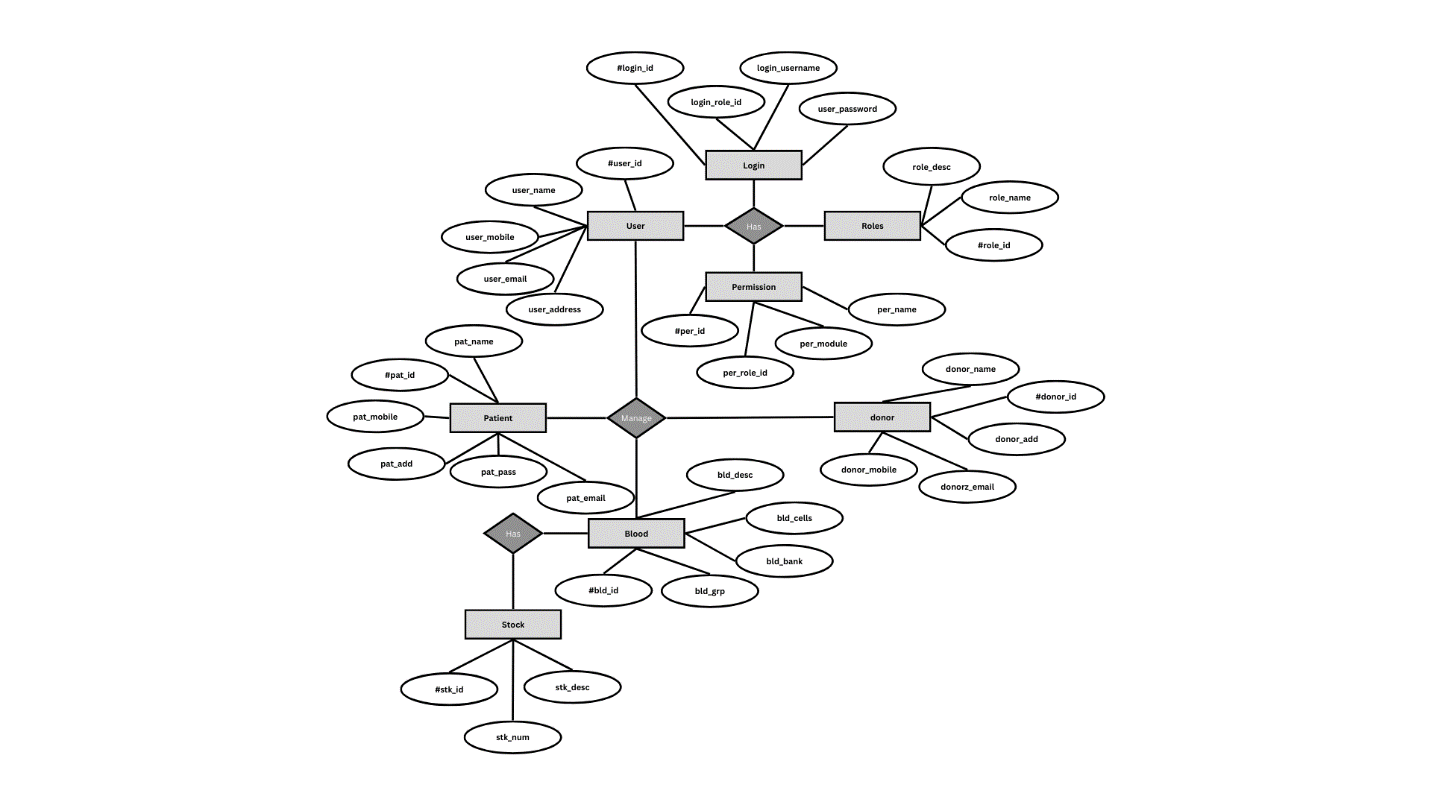 #login_id
login_username
login_role_id
user_password
Login
#user_id
role_desc
user_name
role_name
User
Has
Roles
user_mobile
#role_id
user_email
Permission
user_address
per_name
#per_id
per_module
pat_name
per_role_id
donor_name
#pat_id
#donor_id
pat_mobile
Patient
Manage
donor
donor_add
pat_add
pat_pass
donor_mobile
bld_desc
donorz_email
pat_email
bld_cells
Has
Blood
bld_bank
#bld_id
bld_grp
Stock
#stk_id
stk_desc
stk_num